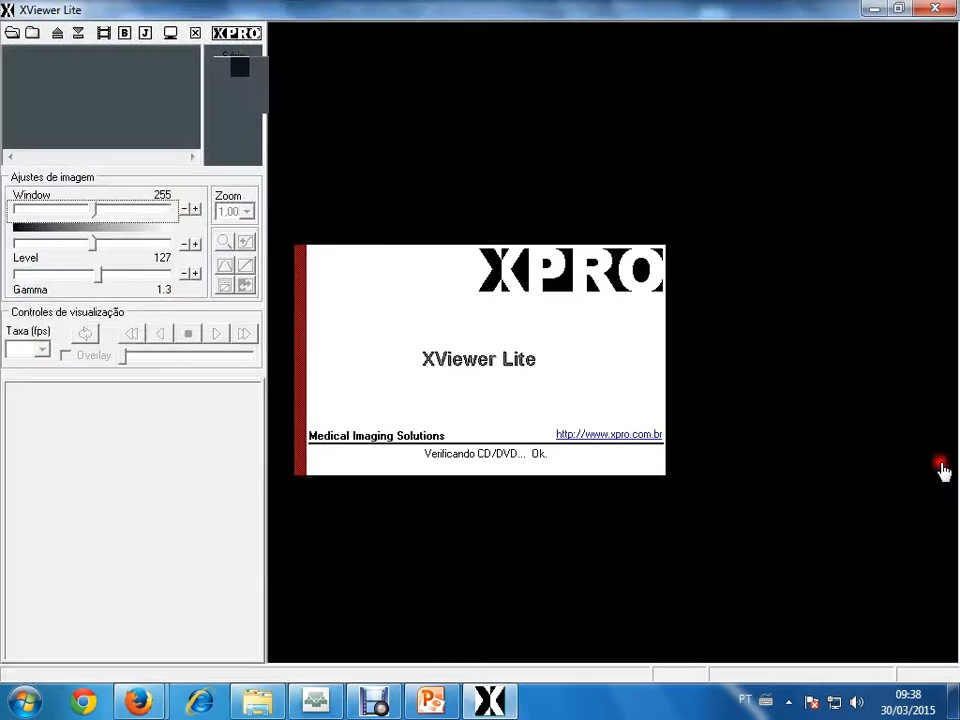 XViewer Lite
B J XPRO
Série
Ajustes de imagem
Window 255
Zoom
1,00
Level 127
Gamma 1.3
Controles de visualização
Taxa (fps)
Overlay
XPRO
XViewer Lite
Medical Imaging Solutions
http://www.xpro.com.br
Verificando CD/DVD... Ok.
PT
09:38
30/03/2015